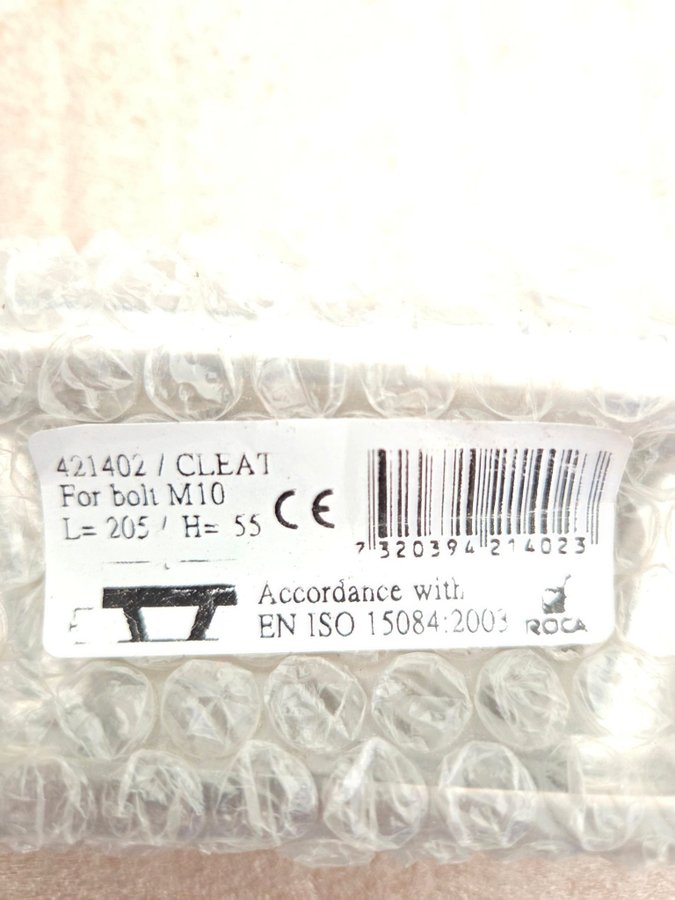 421402 / CLEAT
For bolt M10
L= 205 / H= 55
CE
7 320394 214023
Accordance with
EN ISO 15084:2003
ROCA